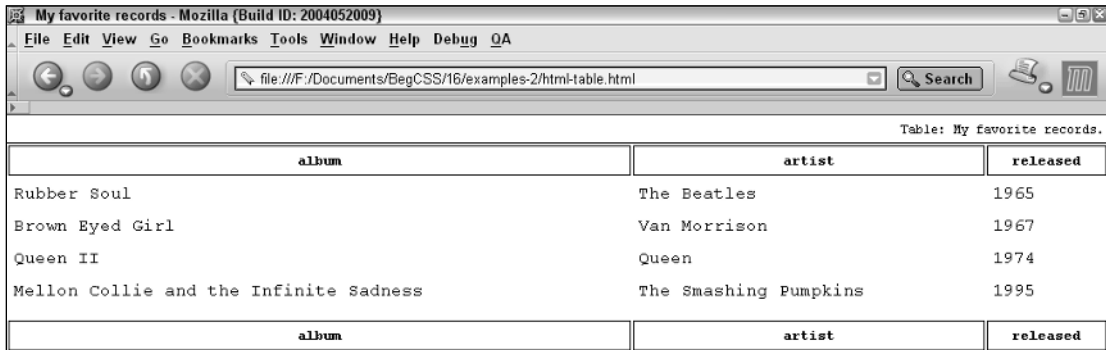 My favorite records - Mozilla {Build ID: 2004052009}
File Edit View Go Bookmarks Tools Window Help Debug QA
file:///F:/Documents/BegCSS/16/examples-2/html-table.html Search
Table: My favorite records.
album artist released
Rubber Soul The Beatles 1965
Brown Eyed Girl Van Morrison 1967
Queen II Queen 1974
Mellon Collie and the Infinite Sadness The Smashing Pumpkins 1995
album artist released